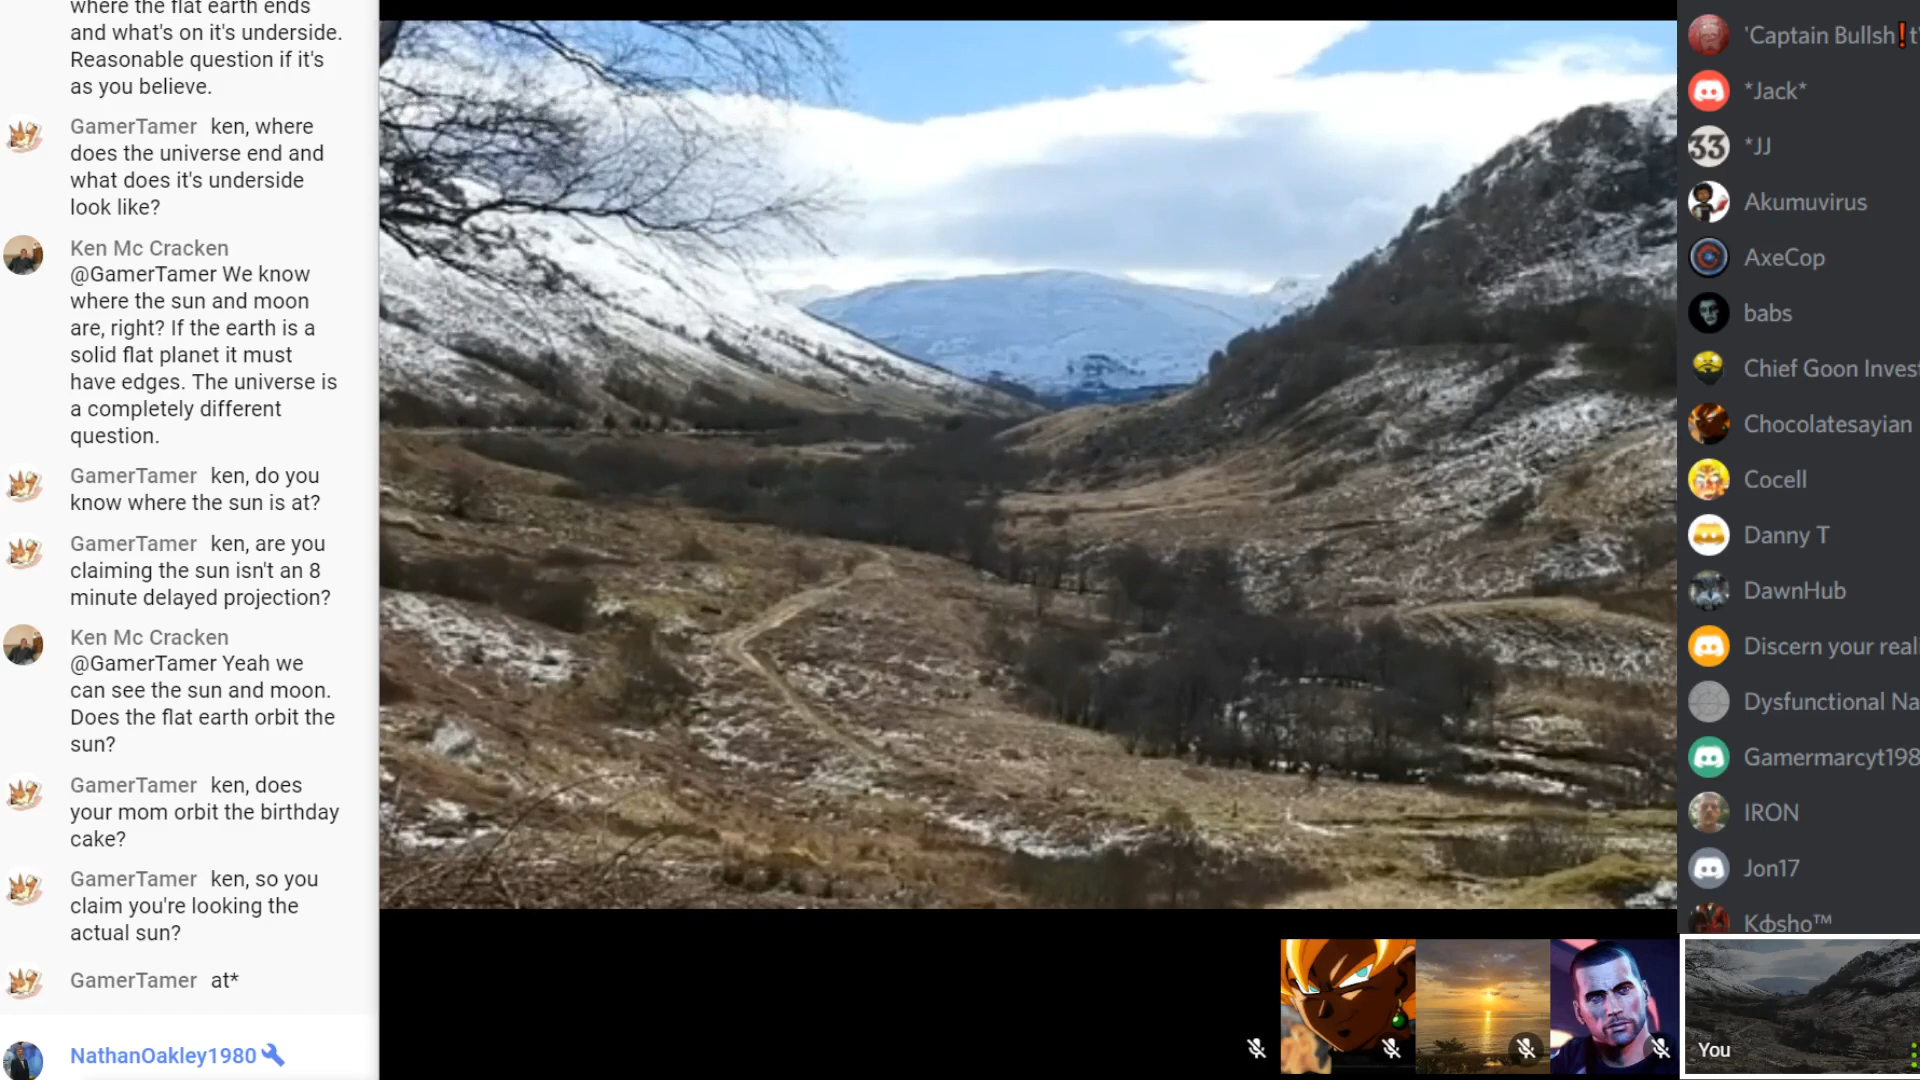 where the flat earth ends
and what's on it's underside.
Reasonable question if it's
as you believe.
GamerTamer ken, where
does the universe end and
what does it's underside
look like?
Ken Mc Cracken
@GamerTamer We know
where the sun and moon
are, right? If the earth is a
solid flat planet it must
have edges. The universe is
a completely different
question.
GamerTamer ken, do you
know where the sun is at?
GamerTamer ken, are you
claiming the sun isn't an 8
minute delayed projection?
Ken Mc Cracken
@GamerTamer Yeah we
can see the sun and moon.
Does the flat earth orbit the
sun?
GamerTamer ken, does
your mom orbit the birthday
cake?
GamerTamer ken, so you
claim you're looking the
actual sun?
GamerTamer at*
NathanOakley1980
'Captain Bullsh❗t'
*Jack*
33 *JJ
Akumuvirus
AxeCop
babs
Chief Goon Invest
Chocolatesayian
Cocell
Danny T
DawnHub
Discern your reali
Dysfunctional Na
Gamermarcyt198
IRON
Jon17
KФsho™
You